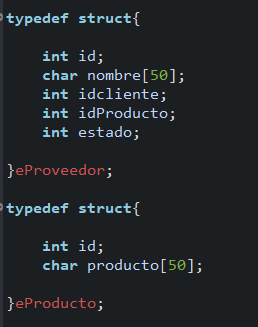 typedef struct{
int id;
char nombre[50];
int idcliente;
int idProducto;
int estado;
}eProveedor;
typedef struct{
int id;
char producto[50];
}eProducto;